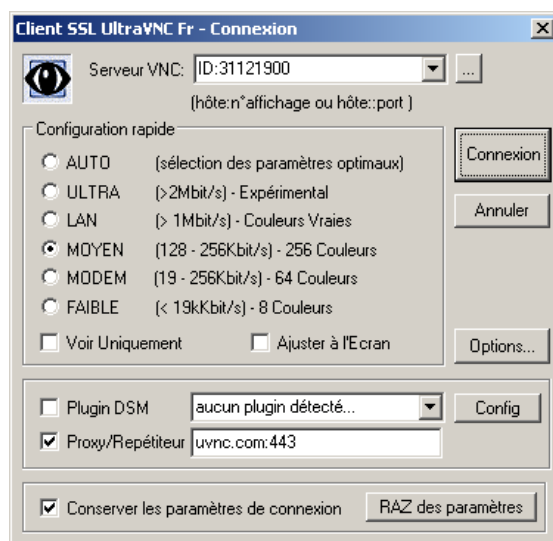 Client SSL UltraVNC Fr - Connexion
Serveur VNC: ID:31121900 ...
(hôte:n°affichage ou hôte::port )
Configuration rapide
AUTO (sélection des paramètres optimaux)
ULTRA (>2Mbit/s) - Expérimental
LAN (> 1Mbit/s) - Couleurs Vraies
MOYEN (128 - 256Kbit/s) - 256 Couleurs
MODEM (19 - 256Kbit/s) - 64 Couleurs
FAIBLE (< 19kKbit/s) - 8 Couleurs
Voir Uniquement Ajuster à l'Ecran
Connexion
Annuler
Options...
Plugin DSM aucun plugin détecté... Config
Proxy/Repétiteur uvnc.com:443
Conserver les paramètres de connexion RAZ des paramètres